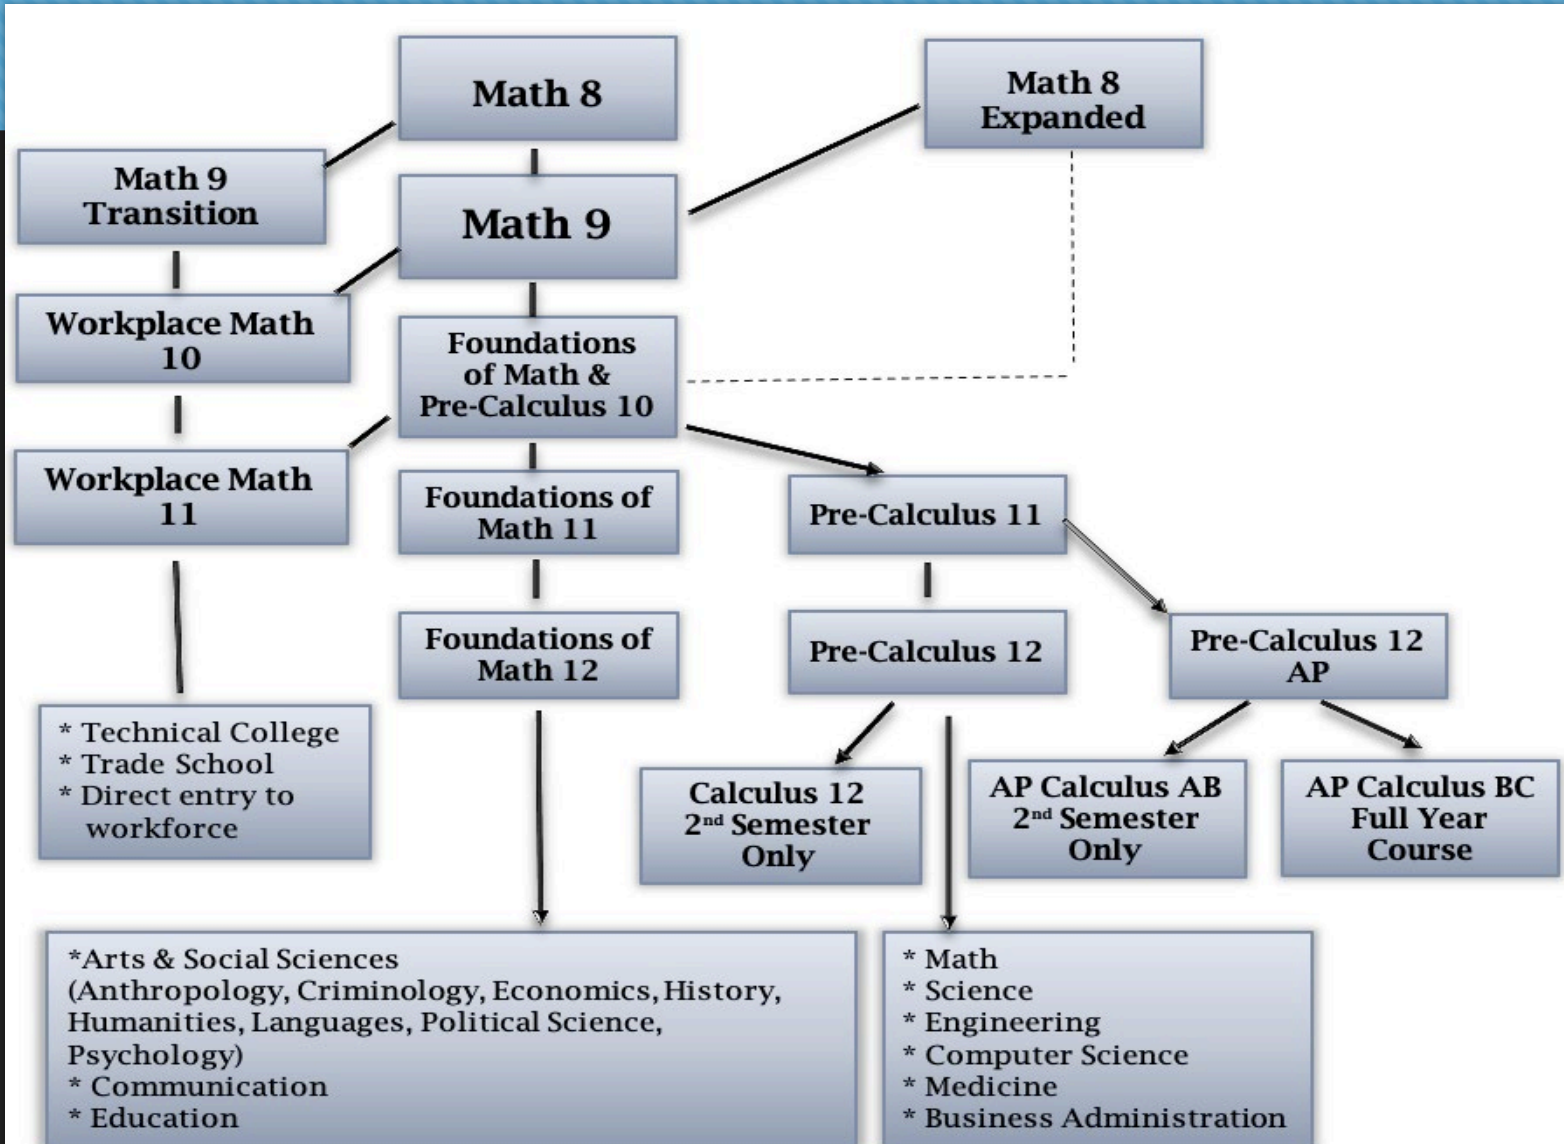 Math 8
Math 8
Expanded
Math 9
Transition
Math 9
Workplace Math
10
Foundations
of Math &
Pre-Calculus 10
Workplace Math
11
Foundations of
Math 11
Pre-Calculus 11
Foundations of
Math 12
Pre-Calculus 12
Pre-Calculus 12
AP
* Technical College
* Trade School
* Direct entry to
workforce
Calculus 12
2nd Semester
Only
AP Calculus AB
2nd Semester
Only
AP Calculus BC
Full Year
Course
*Arts & Social Sciences
(Anthropology, Criminology, Economics, History,
Humanities, Languages, Political Science,
Psychology)
* Communication
* Education
* Math
* Science
* Engineering
* Computer Science
* Medicine
* Business Administration